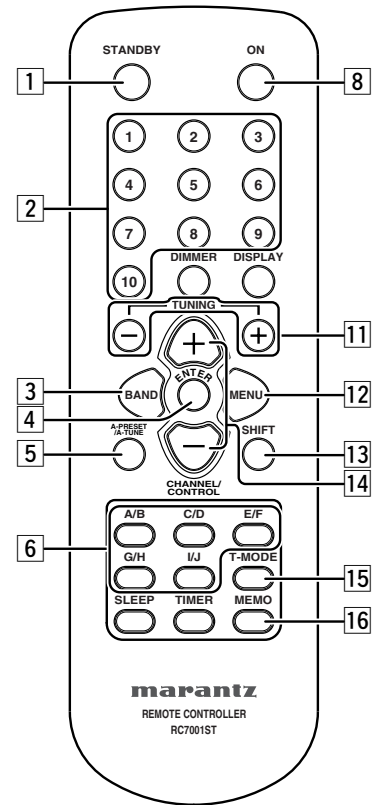 STANDBY ON
1 8
1 2 3
4 5 6
2
7 8 9
DIMMER DISPLAY
10
TUNING
− +
11
+
3 BAND ENTER MENU 12
4
A-PRESET
/A-TUNE
SHIFT
5 − 13
14
CHANNEL/
CONTROL
A/B C/D E/F
6
G/H I/J T-MODE
15
SLEEP TIMER MEMO
16
marantz
REMOTE CONTROLLER
RC7001ST